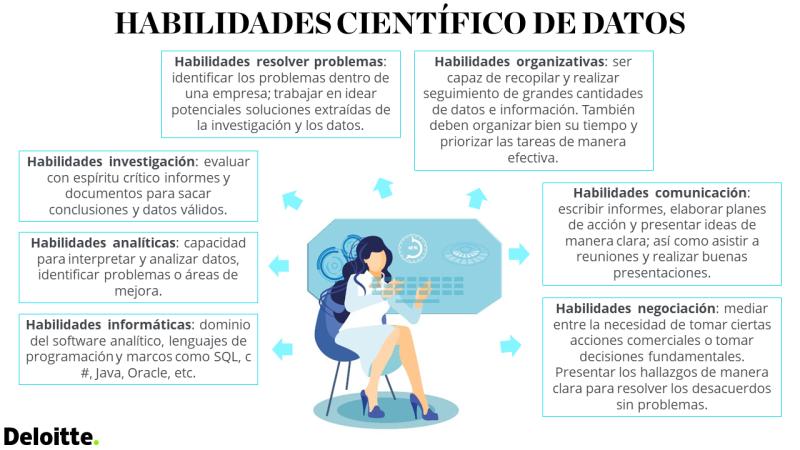 HABILIDADES CIENTÍFICO DE DATOS
Habilidades resolver problemas:
identificar los problemas dentro de
una empresa; trabajar en idear
potenciales soluciones extraídas de
la investigación y los datos.
Habilidades organizativas: ser
capaz de recopilar y realizar
seguimiento de grandes cantidades
de datos e información. También
deben organizar bien su tiempo y
priorizar las tareas de manera
efectiva.
Habilidades investigación: evaluar
con espíritu crítico informes y
documentos para sacar
conclusiones y datos válidos.
Habilidades comunicación:
escribir informes, elaborar planes
de acción y presentar ideas de
manera clara; así como asistir a
reuniones y realizar buenas
presentaciones.
Habilidades analíticas: capacidad
para interpretar y analizar datos,
identificar problemas o áreas de
mejora.
Habilidades negociación: mediar
entre la necesidad de tomar ciertas
acciones comerciales o tomar
decisiones fundamentales.
Presentar los hallazgos de manera
clara para resolver los desacuerdos
sin problemas.
Habilidades informáticas: dominio
del software analítico, lenguajes de
programación y marcos como SQL, c
#, Java, Oracle, etc.
Deloitte.